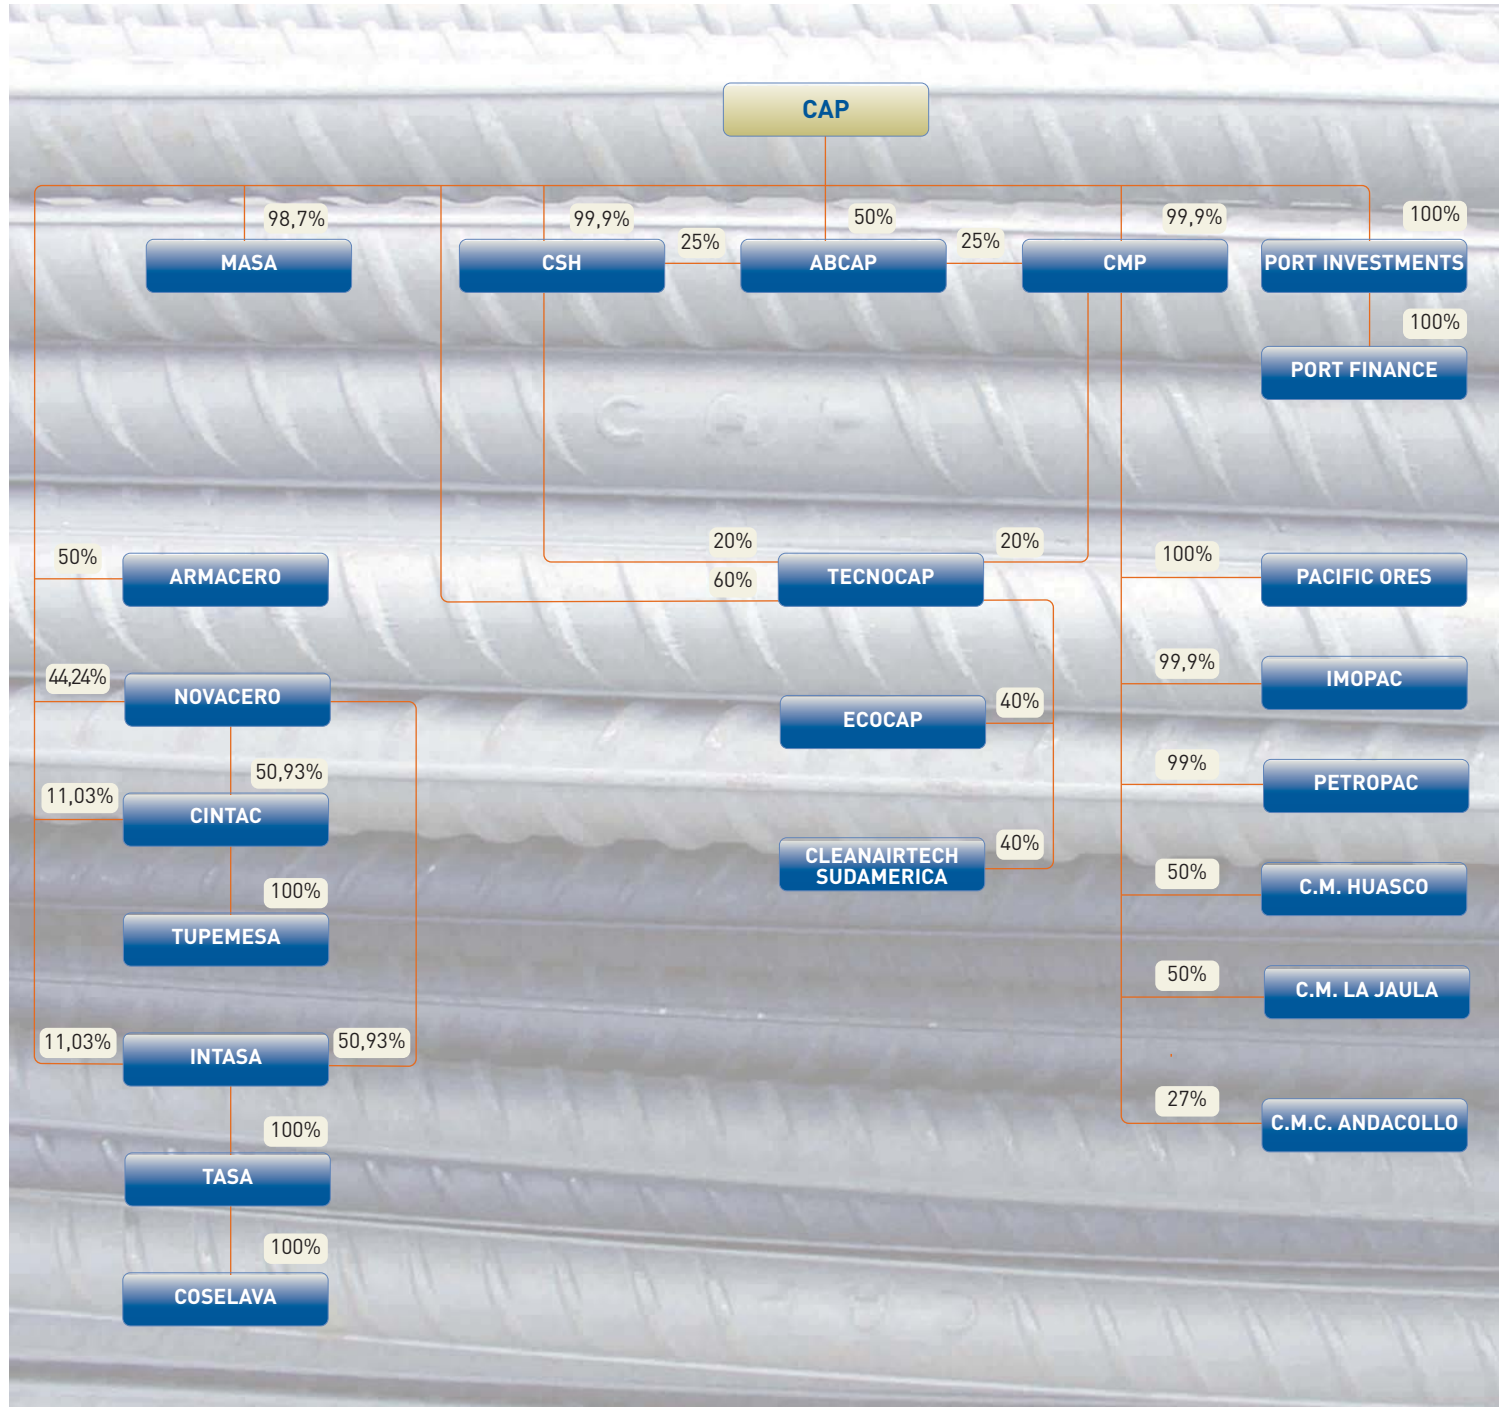 CAP
98,7%
99,9%
50%
99,9%
100%
25%
25%
MASA
CSH
ABCAP
CMP
PORT INVESTMENTS
100%
PORT FINANCE
C A P
50%
20%
20%
100%
ARMACERO
60%
TECNOCAP
PACIFIC ORES
44,24%
99,9%
NOVACERO
40%
IMOPAC
ECOCAP
50,93%
99%
11,03%
PETROPAC
CINTAC
40%
CLEANAIRTECH
SUDAMERICA
100%
50%
C.M. HUASCO
TUPEMESA
50%
C.M. LA JAULA
11,03%
50,93%
INTASA
27%
100%
C.M.C. ANDACOLLO
TASA
100%
COSELAVA